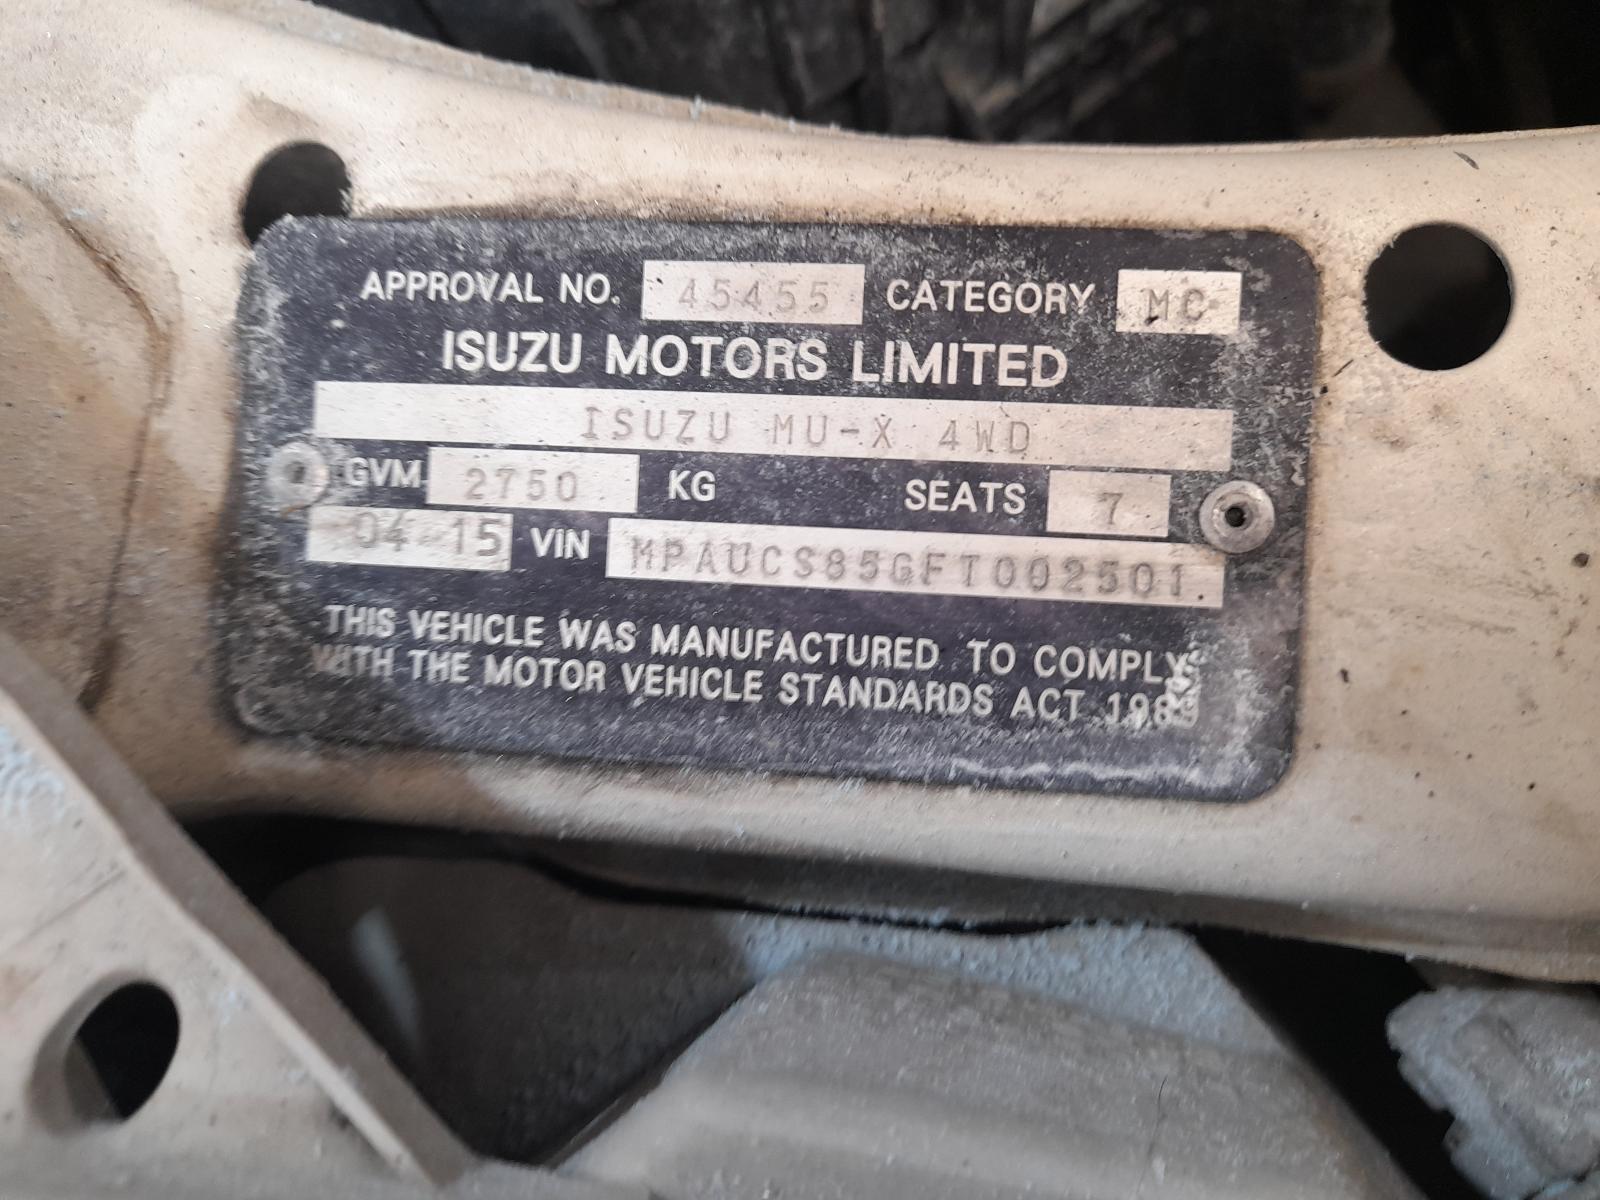 APPROVAL NO. 45455 CATEGORY MC
ISUZU MOTORS LIMITED
ISUZU MU-X 4WD
GVM 2750 KG SEATS 7
04 15 VIN MPAUCS85GFT002501
THIS VEHICLE WAS MANUFACTURED TO COMPLY
WITH THE MOTOR VEHICLE STANDARDS ACT